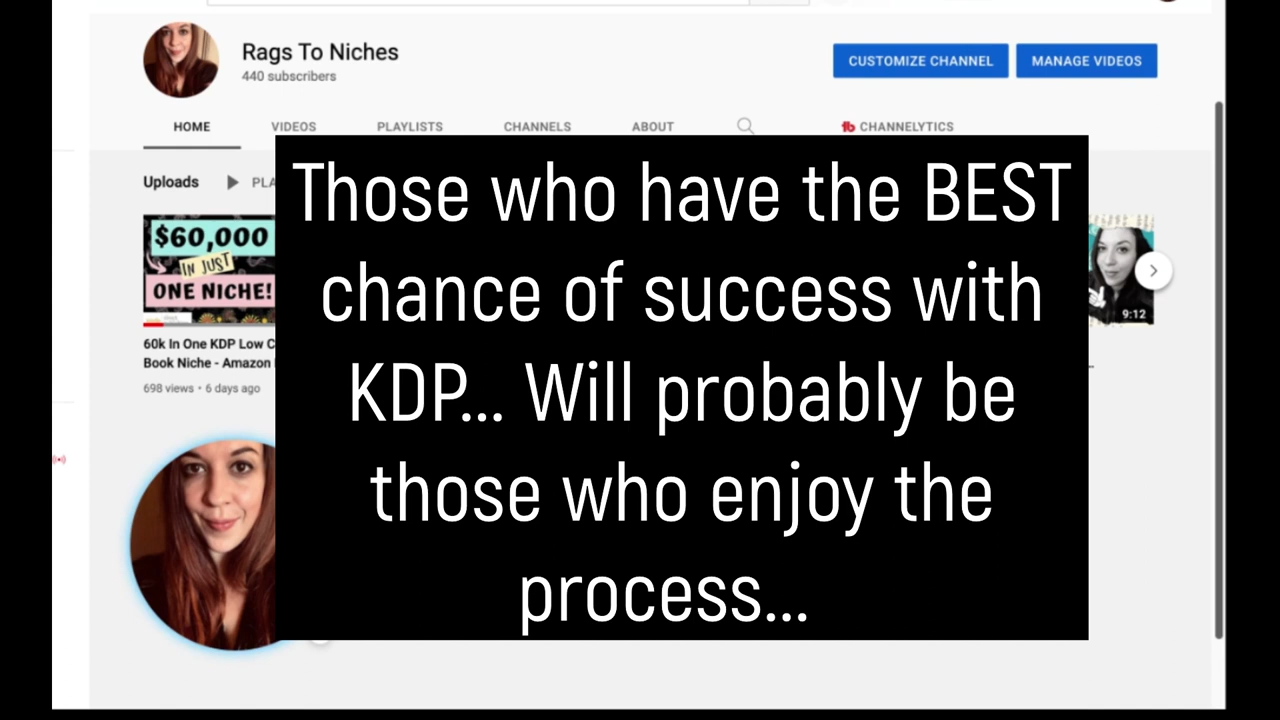 Rags To Niches
440 subscribers
CUSTOMIZE CHANNEL
MANAGE VIDEOS
HOME
VIDEOS
PLAYLISTS
CHANNELS
ABOUT
CHANNELYTICS
Uploads
$60,000
IN JUST
ONE NICHE!
60k In One KDP Low
Book Niche - Amazon
698 views • 6 days ago
9:12
Those who have the BEST
chance of success with
KDP... Will probably be
those who enjoy the
process...